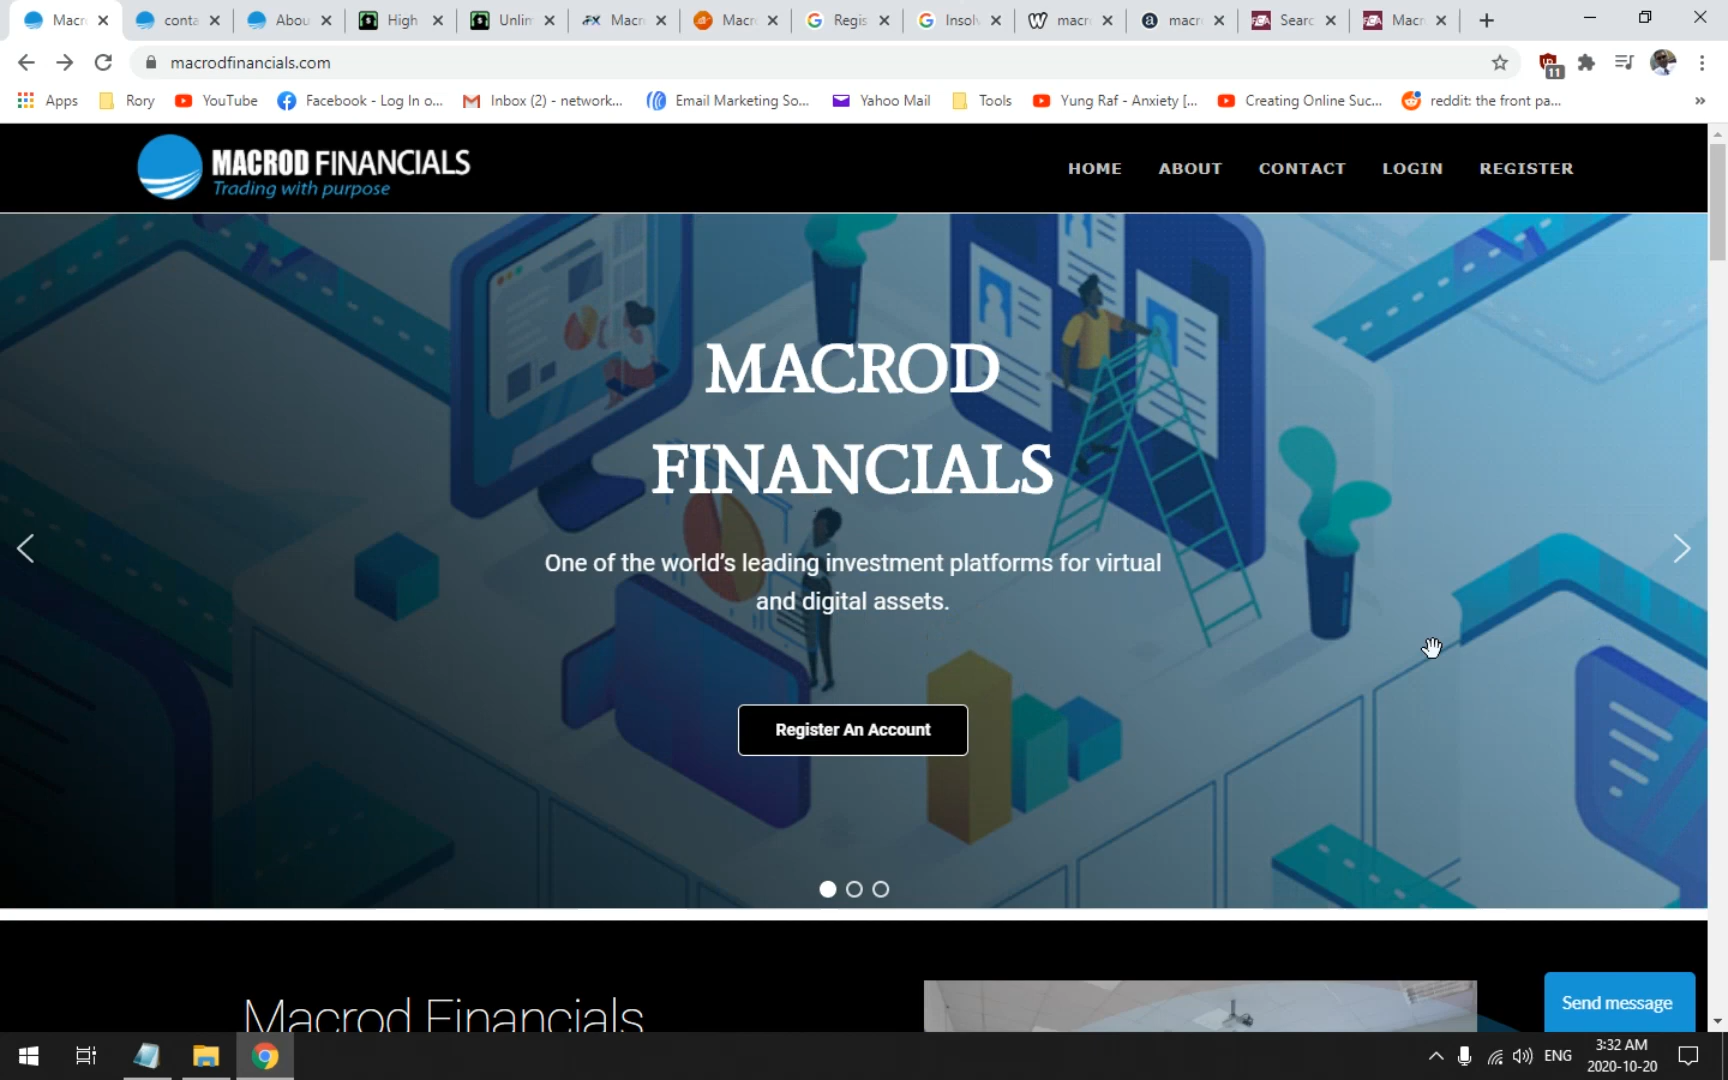 Macr
conta
Abou
High
Unlim
Macr
Macr
Regis
Insolv
macr
macr
Searc
Macr
macrodfinancials.com
11
Apps
Rory
YouTube
Facebook - Log In o...
Inbox (2) - network...
Email Marketing So...
Yahoo Mail
Tools
Yung Raf - Anxiety [...
Creating Online Suc...
reddit: the front pa...
MACROD FINANCIALS
Trading with purpose
HOME
ABOUT
CONTACT
LOGIN
REGISTER
MACROD
FINANCIALS
One of the world's leading investment platforms for virtual
and digital assets.
Register An Account
Macrod Financials
Send message
ENG
3:32 AM
2020-10-20